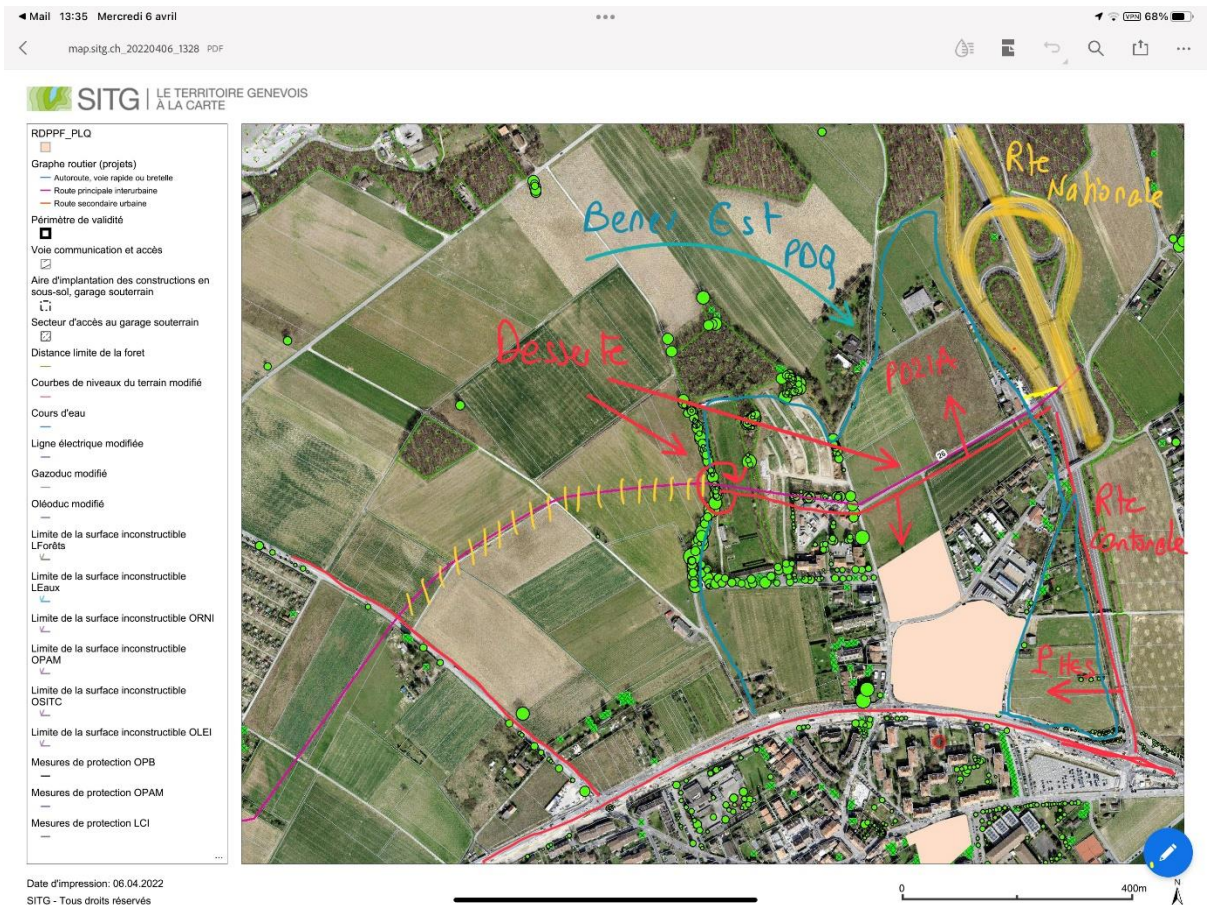 Mail 13:35 Mercredi 6 avril
VPN 68%
map.sitg.ch_20220406_1328 PDF
SITG
LE TERRITOIRE GENEVOIS
À LA CARTE
RDPPF_PLQ
Graphe routier (projets)
Autoroute, voie rapide ou bretelle
Route principale interurbaine
Route secondaire urbaine
Périmètre de validité
Voie communication et accès
Aire d'implantation des constructions en
sous-sol, garage souterrain
Secteur d'accès au garage souterrain
Distance limite de la foret
Courbes de niveaux du terrain modifié
Cours d'eau
Ligne électrique modifiée
Gazoduc modifié
Oléoduc modifié
Limite de la surface inconstructible
LForêts
Limite de la surface inconstructible
LEaux
Limite de la surface inconstructible ORNI
Limite de la surface inconstructible
OPAM
Limite de la surface inconstructible
OSITC
Limite de la surface inconstructible OLEI
Mesures de protection OPB
Mesures de protection OPAM
Mesures de protection LCI
...
Rte
Nationale
Bernex Est
PDQ
Desserte
PDZIA
26
Rte
Cantonale
Date d'impression: 06.04.2022
SITG - Tous droits réservés
0 400m
N